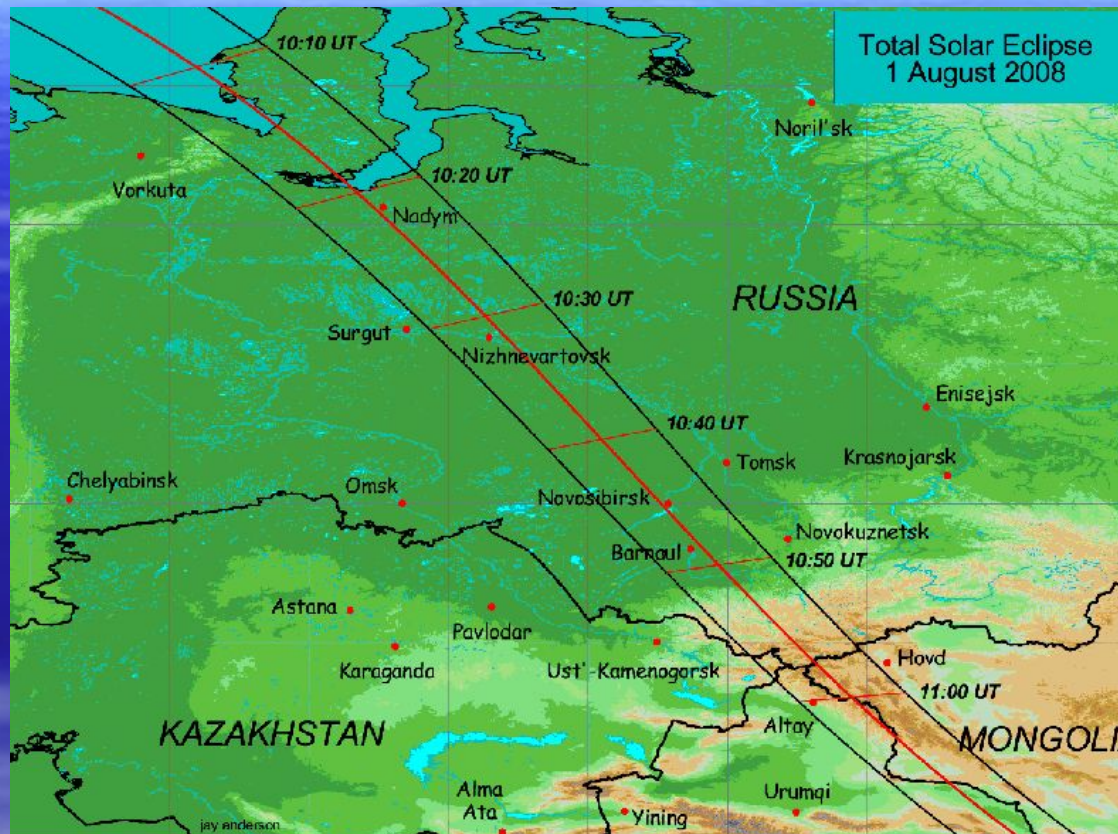 10:10 UT
Total Solar Eclipse
1 August 2008
Noril'sk
Vorkuta
10:20 UT
Nadym
RUSSIA
10:30 UT
Surgut
Nizhnevartovsk
Enisejsk
10:40 UT
Tomsk
Krasnojarsk
Chelyabinsk
Omsk
Novosibirsk
Novokuznetsk
Barnaul
10:50 UT
Astana
Pavlodar
Karaganda
Ust'-Kamenogorsk
Hovd
11:00 UT
Altay
KAZAKHSTAN
MONGOLI
Alma
Ata
Yining
Urumqi
jay anderson